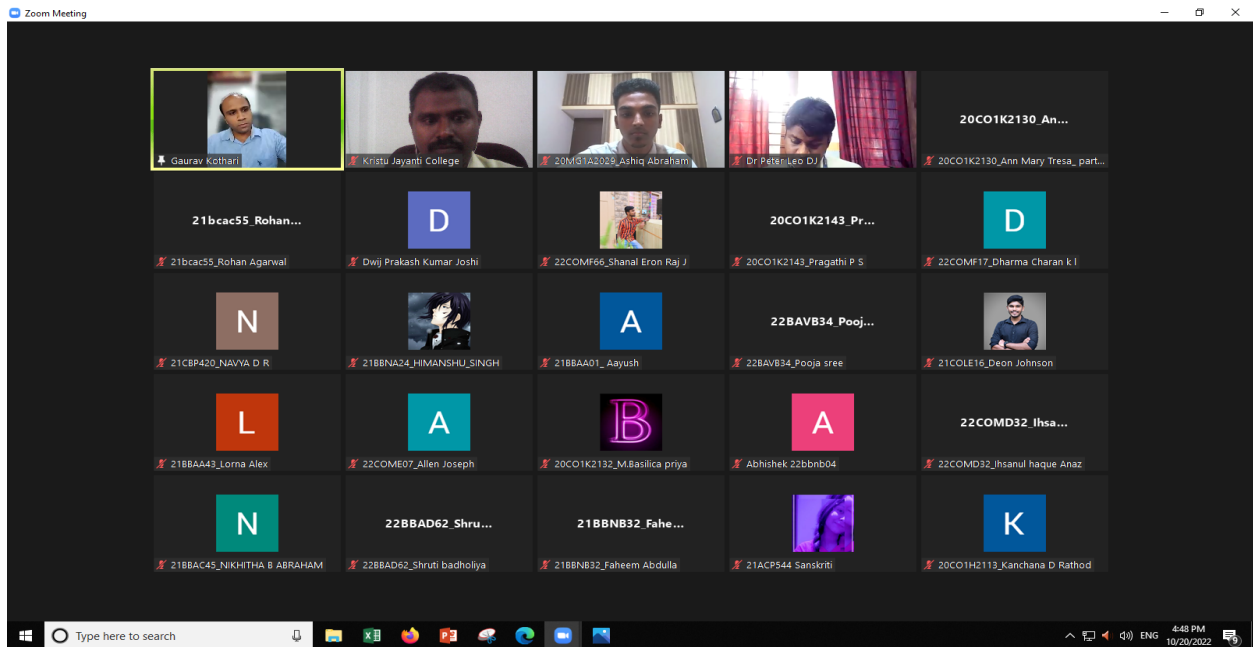 Zoom Meeting
Gaurav Kothari
Kristu Jayanti College
20MG1A2029_Ashiq Abraham
Dr Peter Leo DJ
20CO1K2130_An...
20CO1K2130_Ann Mary Tresa_ part...
21bcac55_Rohan...
21bcac55_Rohan Agarwal
D
Dwij Prakash Kumar Joshi
22COMF66_Shanal Eron Raj J
20CO1K2143_Pr...
20CO1K2143_Pragathi P S
D
22COMF17_Dharma Charan k l
N
21CBP420_NAVYA D R
21BBNA24_HIMANSHU_SINGH
A
21BBAA01_ Aayush
22BAVB34_Pooj...
22BAVB34_Pooja sree
21COLE16_Deon Johnson
L
21BBAA43_Lorna Alex
A
22COME07_Allen Joseph
B
20CO1K2132_M.Basilica priya
A
Abhishek 22bbnb04
22COMD32_Ihsa...
22COMD32_Ihsanul haque Anaz
N
21BBAC45_NIKHITHA B ABRAHAM
22BBAD62_Shru...
22BBAD62_Shruti badholiya
21BBNB32_Fahe...
21BBNB32_Faheem Abdulla
21ACP544 Sanskriti
K
20CO1H2113_Kanchana D Rathod
Type here to search
ENG
4:48 PM
10/20/2022
9